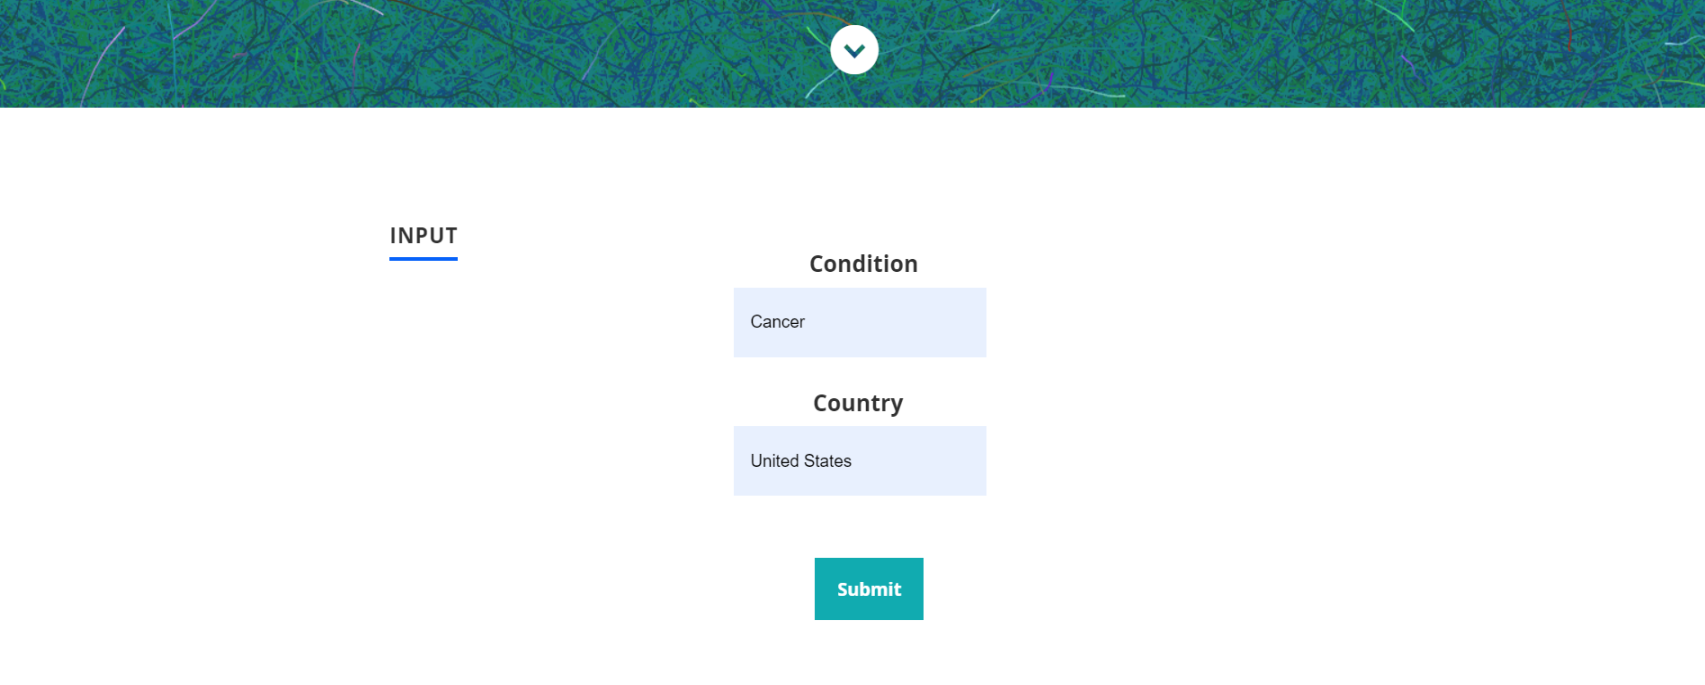 INPUT
Condition
Cancer
Country
United States
Submit